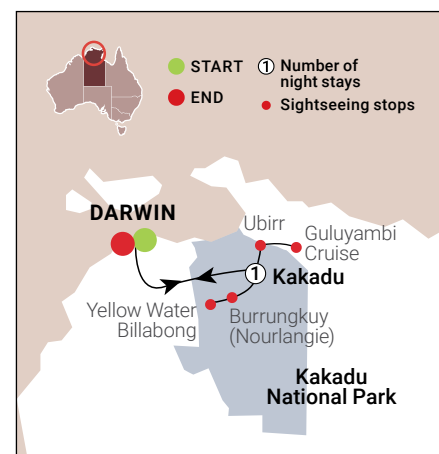 START
END
1 Number of
night stays
Sightseeing stops
DARWIN
Ubirr
Guluyambi
Cruise
1 Kakadu
Yellow Water
Billabong
Burrungkuy
(Nourlangie)
Kakadu
National Park